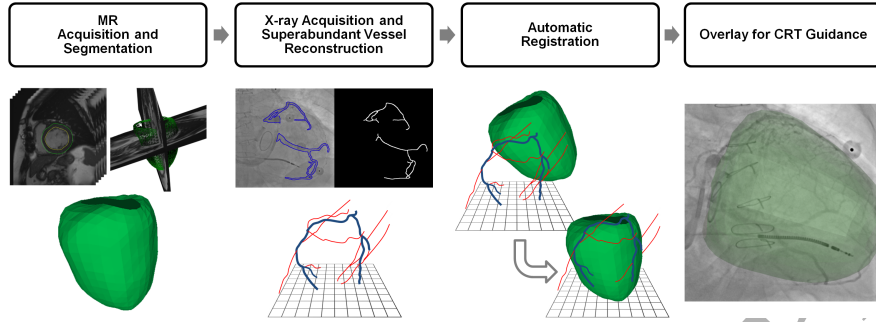 MR
Acquisition and
Segmentation
X-ray Acquisition and
Superabundant Vessel
Reconstruction
Automatic
Registration
Overlay for CRT Guidance